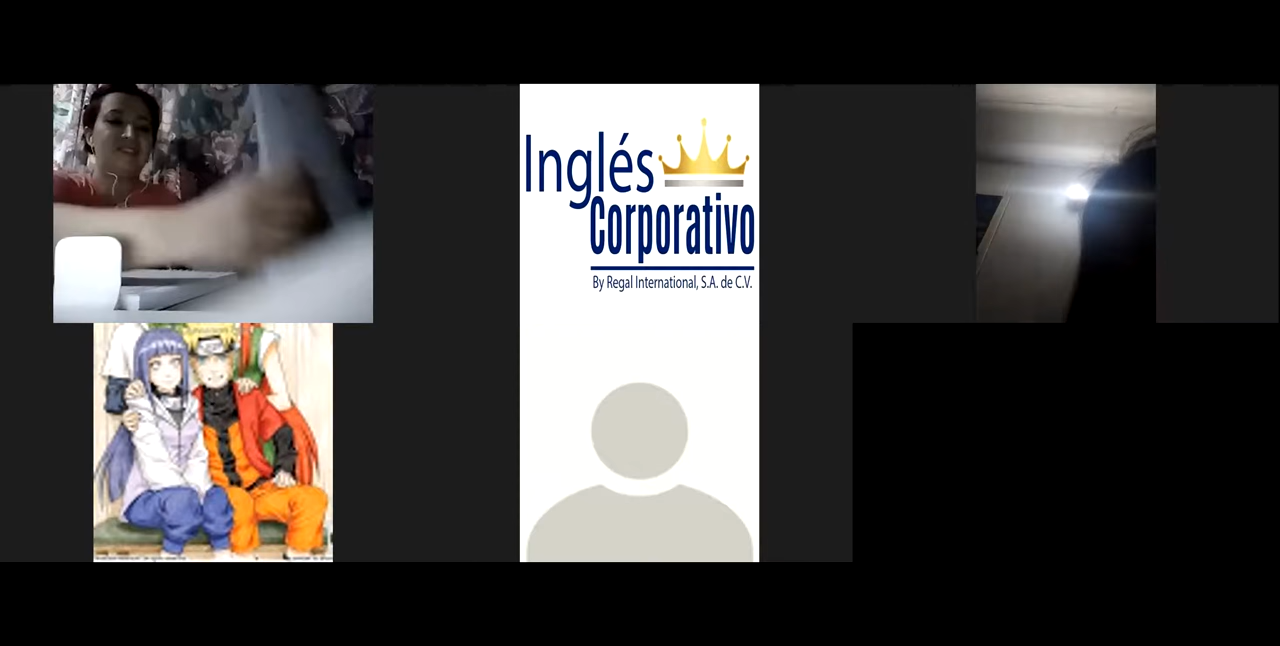 Inglés
Corporativo
By Regal International, S.A. de C.V.